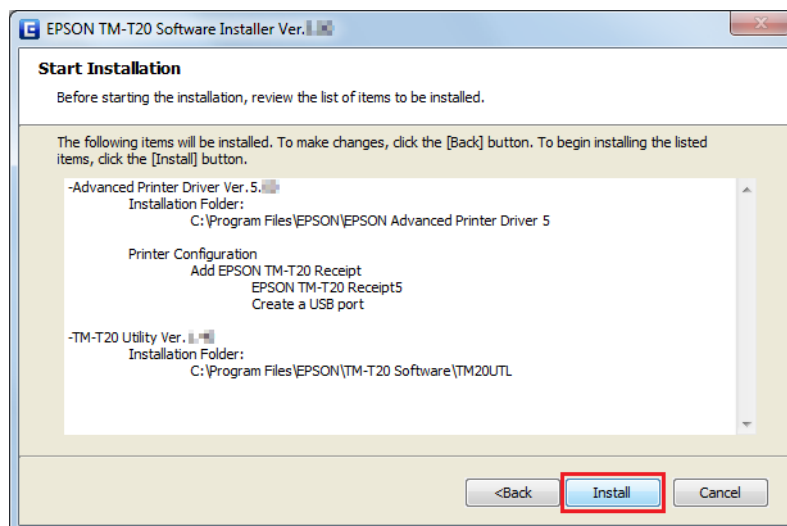 EPSON TM-T20 Software Installer Ver.
Start Installation
Before starting the installation, review the list of items to be installed.
The following items will be installed. To make changes, click the [Back] button. To begin installing the listed
items, click the [Install] button.
-Advanced Printer Driver Ver.5.
Installation Folder:
C:\Program Files\EPSON\EPSON Advanced Printer Driver 5
Printer Configuration
Add EPSON TM-T20 Receipt
EPSON TM-T20 Receipt5
Create a USB port
-TM-T20 Utility Ver.
Installation Folder:
C:\Program Files\EPSON\TM-T20 Software\TM20UTL
<Back Install Cancel